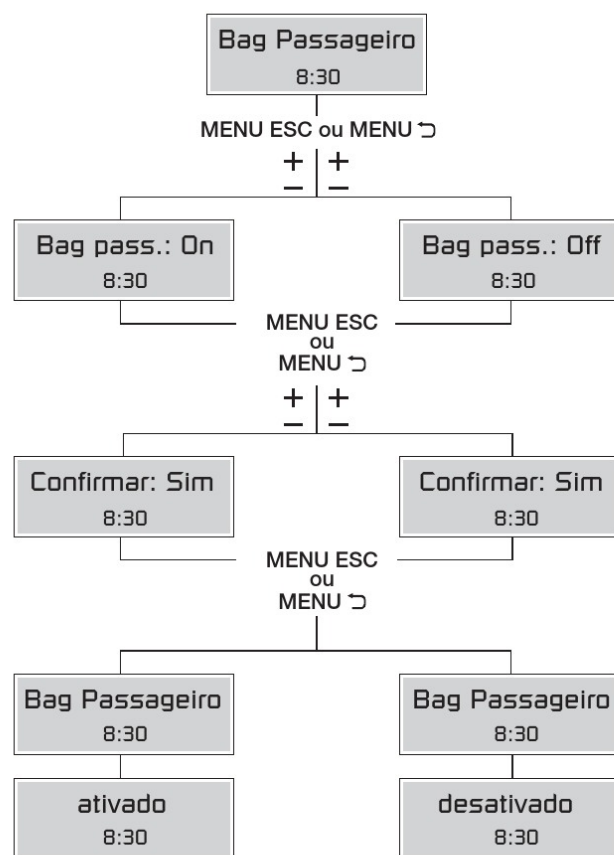 Bag Passageiro
8:30
MENU ESC ou MENU ⮌
+ +
– –
Bag pass.: On
8:30
Bag pass.: Off
8:30
MENU ESC
ou
MENU ⮌
+ +
– –
Confirmar: Sim
8:30
Confirmar: Sim
8:30
MENU ESC
ou
MENU ⮌
Bag Passageiro
8:30
Bag Passageiro
8:30
ativado
8:30
desativado
8:30